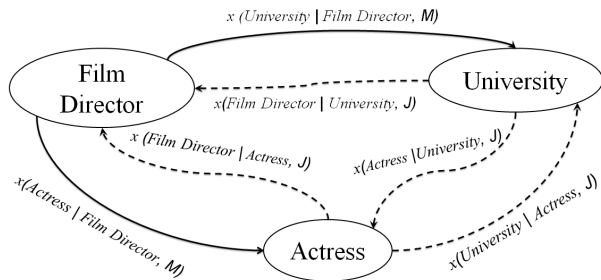 x (University | Film Director, M)
Film
Director
University
x(Film Director | University, J)
x (Film Director | Actress, J)
x(Actress |University, J)
x(Actress | Film Director, M)
x(University | Actress, J)
Actress